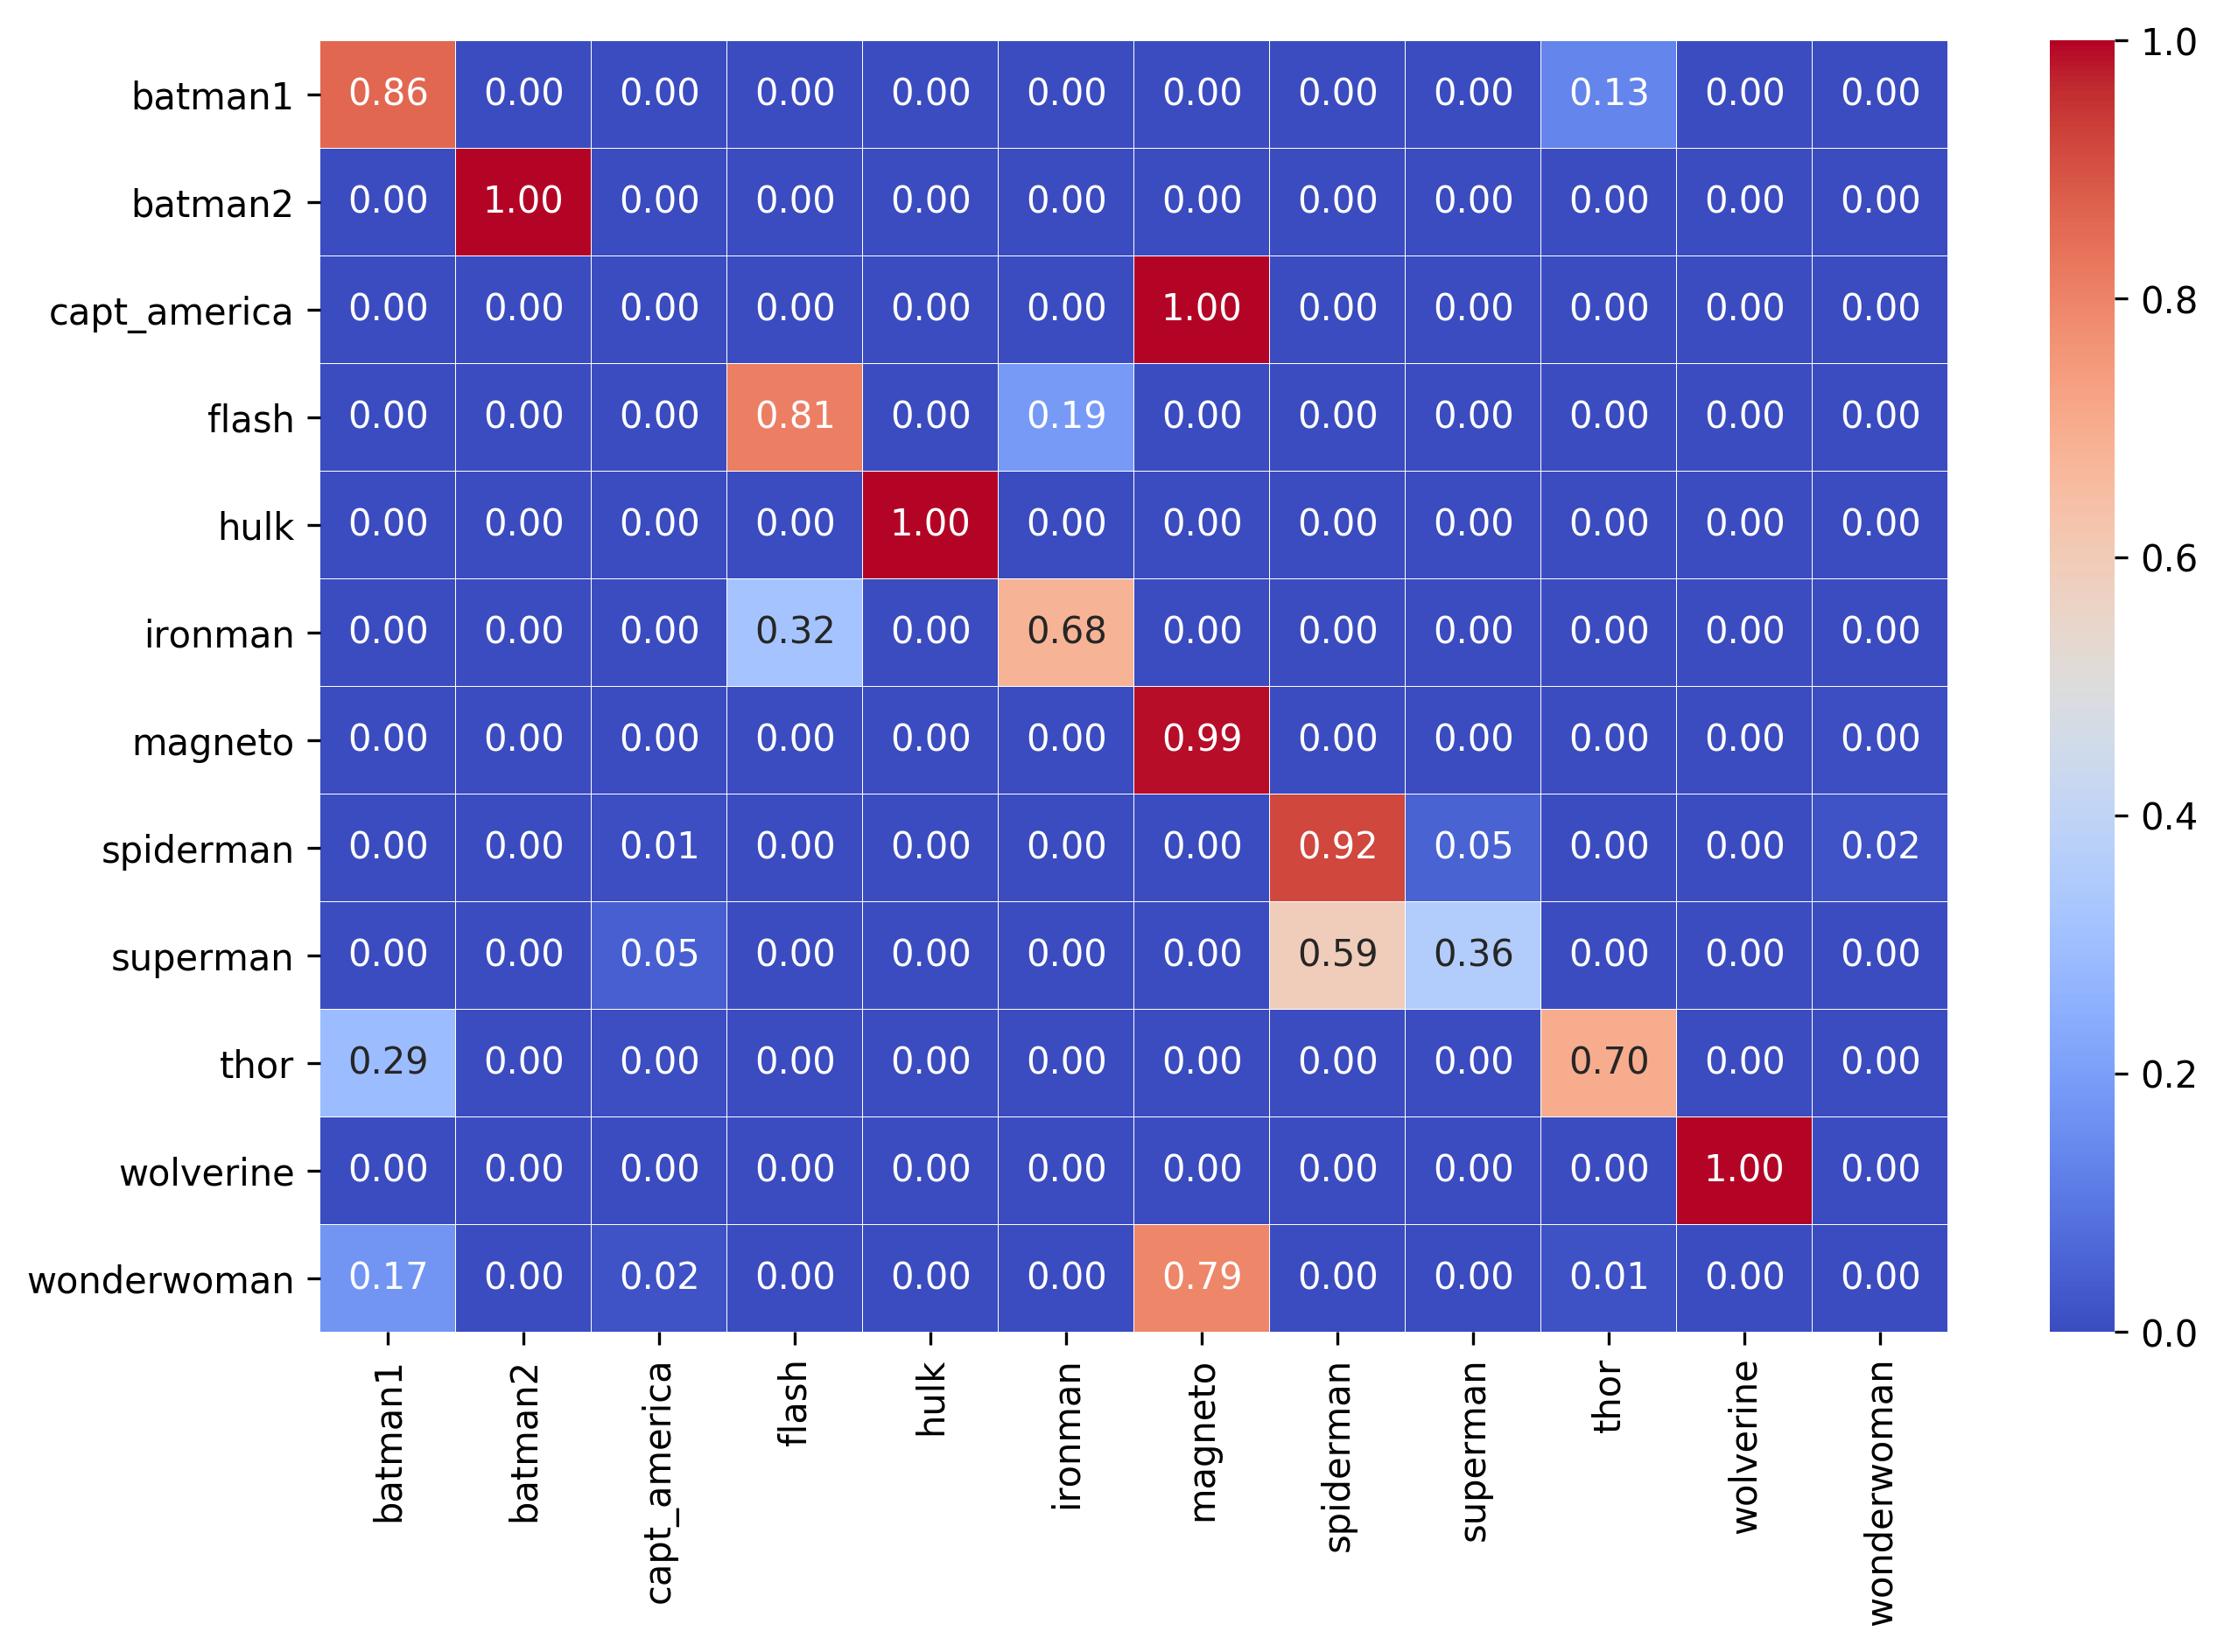 batman1 0.86 0.00 0.00 0.00 0.00 0.00 0.00 0.00 0.00 0.13 0.00 0.00
batman2 0.00 1.00 0.00 0.00 0.00 0.00 0.00 0.00 0.00 0.00 0.00 0.00
capt_america 0.00 0.00 0.00 0.00 0.00 0.00 1.00 0.00 0.00 0.00 0.00 0.00
flash 0.00 0.00 0.00 0.81 0.00 0.19 0.00 0.00 0.00 0.00 0.00 0.00
hulk 0.00 0.00 0.00 0.00 1.00 0.00 0.00 0.00 0.00 0.00 0.00 0.00
ironman 0.00 0.00 0.00 0.32 0.00 0.68 0.00 0.00 0.00 0.00 0.00 0.00
magneto 0.00 0.00 0.00 0.00 0.00 0.00 0.99 0.00 0.00 0.00 0.00 0.00
spiderman 0.00 0.00 0.01 0.00 0.00 0.00 0.00 0.92 0.05 0.00 0.00 0.02
superman 0.00 0.00 0.05 0.00 0.00 0.00 0.00 0.59 0.36 0.00 0.00 0.00
thor 0.29 0.00 0.00 0.00 0.00 0.00 0.00 0.00 0.00 0.70 0.00 0.00
wolverine 0.00 0.00 0.00 0.00 0.00 0.00 0.00 0.00 0.00 0.00 1.00 0.00
wonderwoman 0.17 0.00 0.02 0.00 0.00 0.00 0.79 0.00 0.00 0.01 0.00 0.00
batman1 batman2 capt_america flash hulk ironman magneto spiderman superman thor wolverine wonderwoman
1.0
0.8
0.6
0.4
0.2
0.0